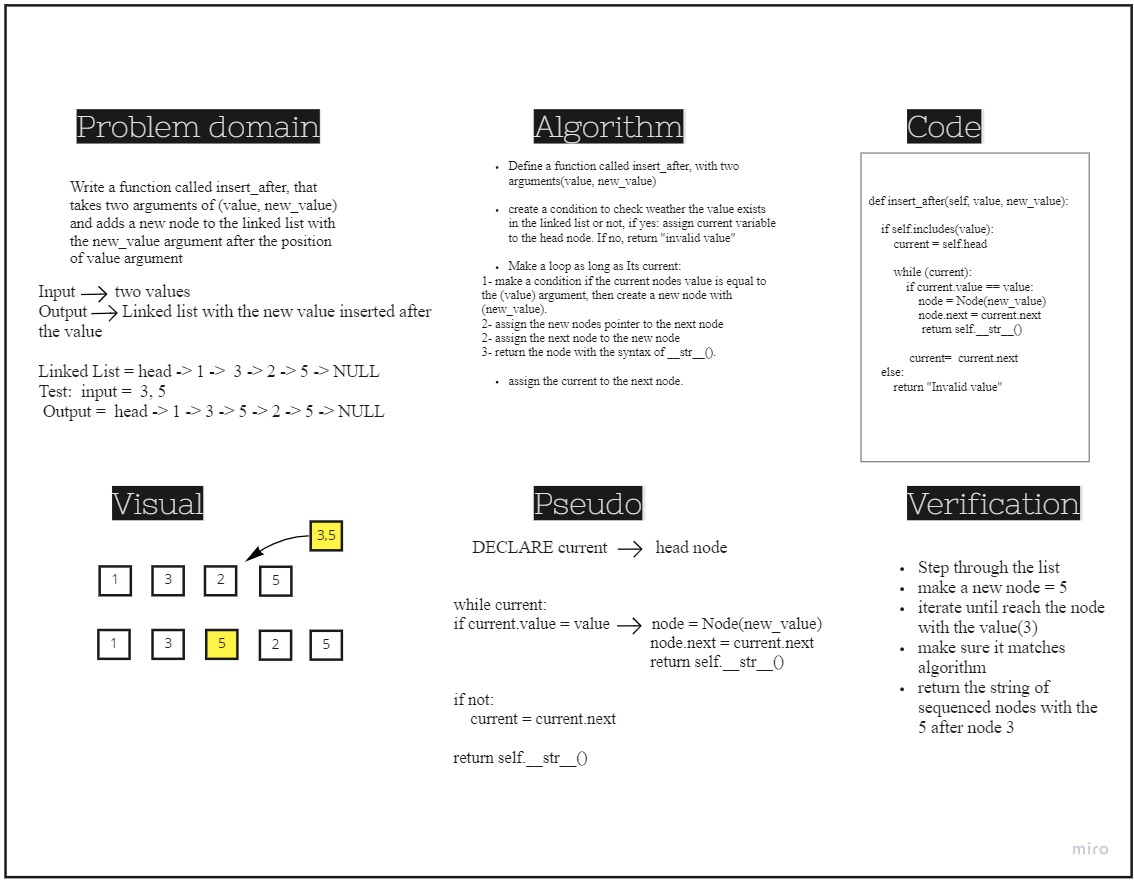 Problem domain
Write a function called insert_after, that
takes two arguments of (value, new_value)
and adds a new node to the linked list with
the new_value argument after the position
of value argument
Input → two values
Output → Linked list with the new value inserted after
the value
Linked List = head -> 1 -> 3 -> 2 -> 5 -> NULL
Test: input = 3, 5
Output = head -> 1 -> 3 -> 5 -> 2 -> 5 -> NULL
Algorithm
• Define a function called insert_after, with two
arguments(value, new_value)
• create a condition to check weather the value exists
in the linked list or not, if yes: assign current variable
to the head node. If no, return "invalid value"
• Make a loop as long as Its current:
1- make a condition if the current nodes value is equal to
the (value) argument, then create a new node with
(new_value).
2- assign the new nodes pointer to the next node
2- assign the next node to the new node
3- return the node with the syntax of __str__().
• assign the current to the next node.
Code
def insert_after(self, value, new_value):
if self.includes(value):
current = self.head
while (current):
if current.value == value:
node = Node(new_value)
node.next = current.next
return self.__str__()
current= current.next
else:
return "Invalid value"
Visual
3,5
1 3 2 5
1 3 5 2 5
Pseudo
DECLARE current → head node
while current:
if current.value = value → node = Node(new_value)
node.next = current.next
return self.__str__()
if not:
current = current.next
return self.__str__()
Verification
• Step through the list
• make a new node = 5
• iterate until reach the node
with the value(3)
• make sure it matches
algorithm
• return the string of
sequenced nodes with the
5 after node 3
miro